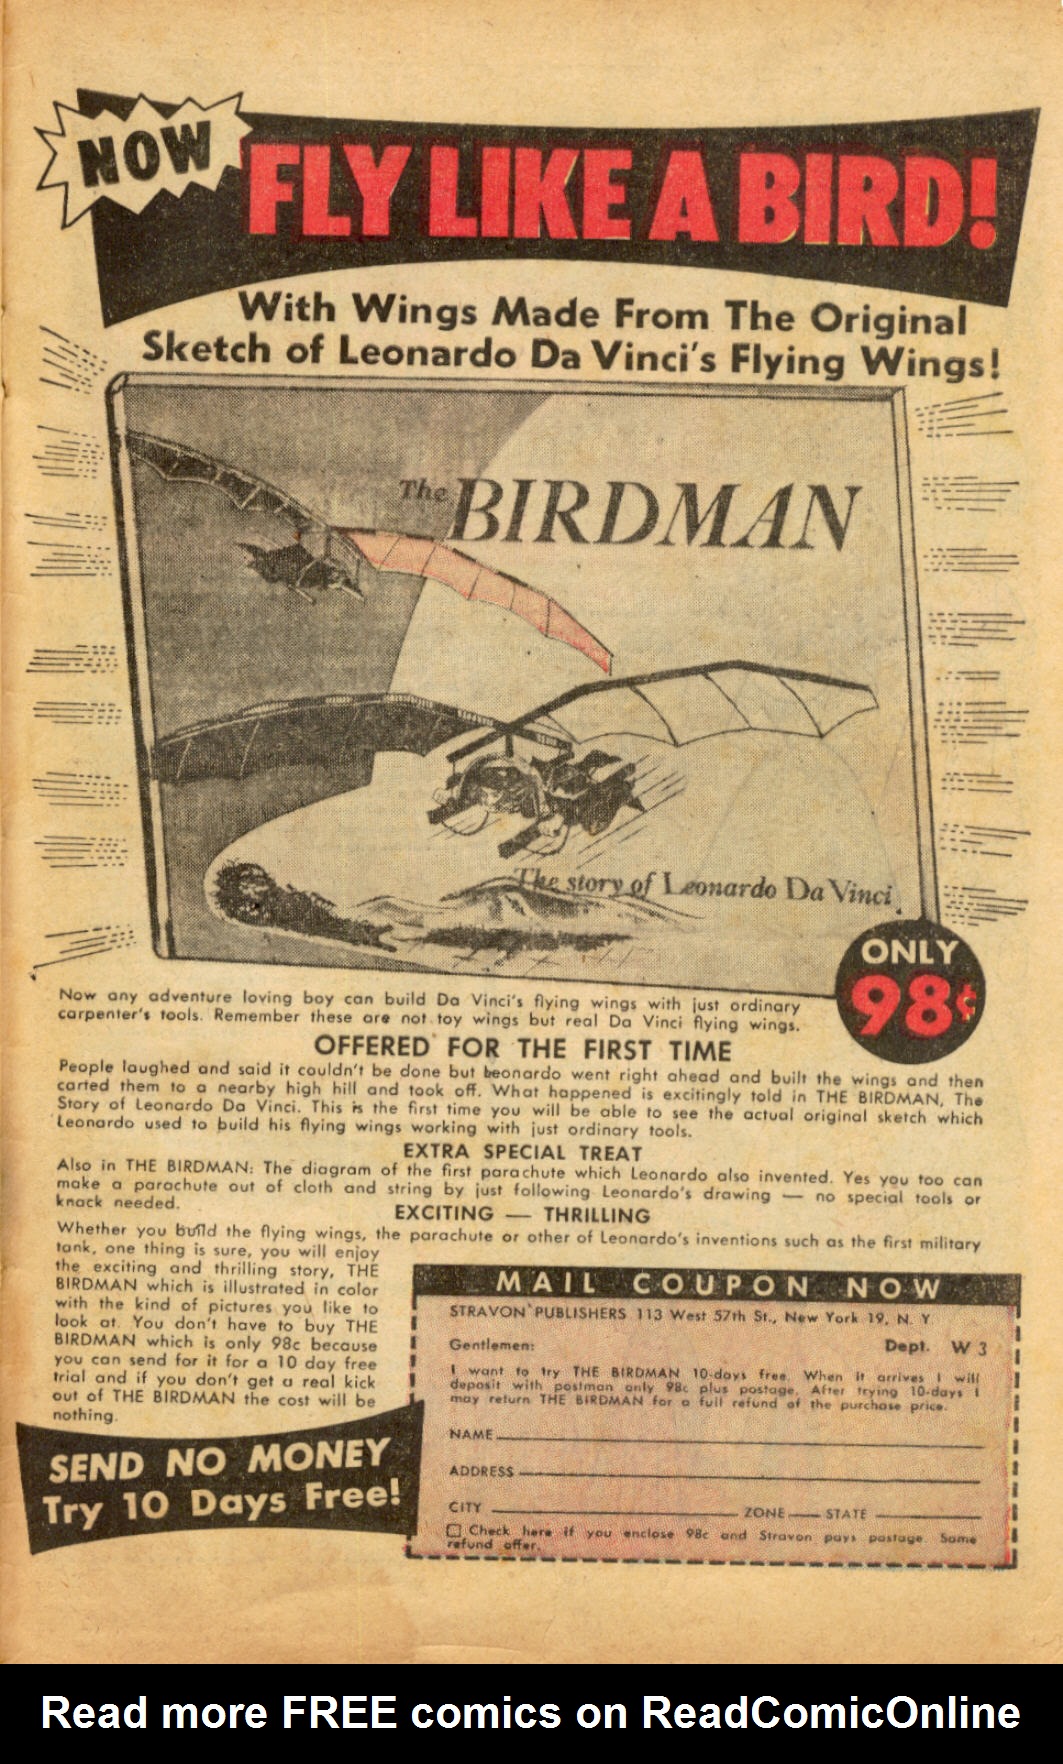 NOW
FLY LIKE A BIRD!
With Wings Made From The Original
Sketch of Leonardo Da Vinci's Flying Wings!
The BIRDMAN
The story of Leonardo Da Vinci
ONLY
98¢
Now any adventure loving boy can build Da Vinci's flying wings with just ordinary
carpenter's tools. Remember these are not toy wings but real Da Vinci flying wings.
OFFERED FOR THE FIRST TIME
People laughed and said it couldn't be done but Leonardo went right ahead and built the wings and then
carted them to a nearby high hill and took off. What happened is excitingly told in THE BIRDMAN, The
Story of Leonardo Da Vinci. This is the first time you will be able to see the actual original sketch which
Leonardo used to build his flying wings working with just ordinary tools.
EXTRA SPECIAL TREAT
Also in THE BIRDMAN: The diagram of the first parachute which Leonardo also invented. Yes you too can
make a parachute out of cloth and string by just following Leonardo's drawing — no special tools or
knack needed.
EXCITING — THRILLING
Whether you build the flying wings, the parachute or other of Leonardo's inventions such as the first military
tank, one thing is sure, you will enjoy
the exciting and thrilling story, THE
BIRDMAN which is illustrated in color
with the kind of pictures you like to
look at. You don't have to buy THE
BIRDMAN which is only 98c because
you can send for it for a 10 day free
trial and if you don't get a real kick
out of THE BIRDMAN the cost will be
nothing.
SEND NO MONEY
Try 10 Days Free!
MAIL COUPON NOW
STRAVON PUBLISHERS 113 West 57th St., New York 19, N. Y
Gentlemen: Dept. W 3
I want to try THE BIRDMAN 10-days free. When it arrives I will
deposit with postman only 98c plus postage. After trying 10-days I
may return THE BIRDMAN for a full refund of the purchase price.
NAME
ADDRESS
CITY ZONE STATE
Check here if you enclose 98c and Stravon pays postage. Same
refund offer.
Read more FREE comics on ReadComicOnline